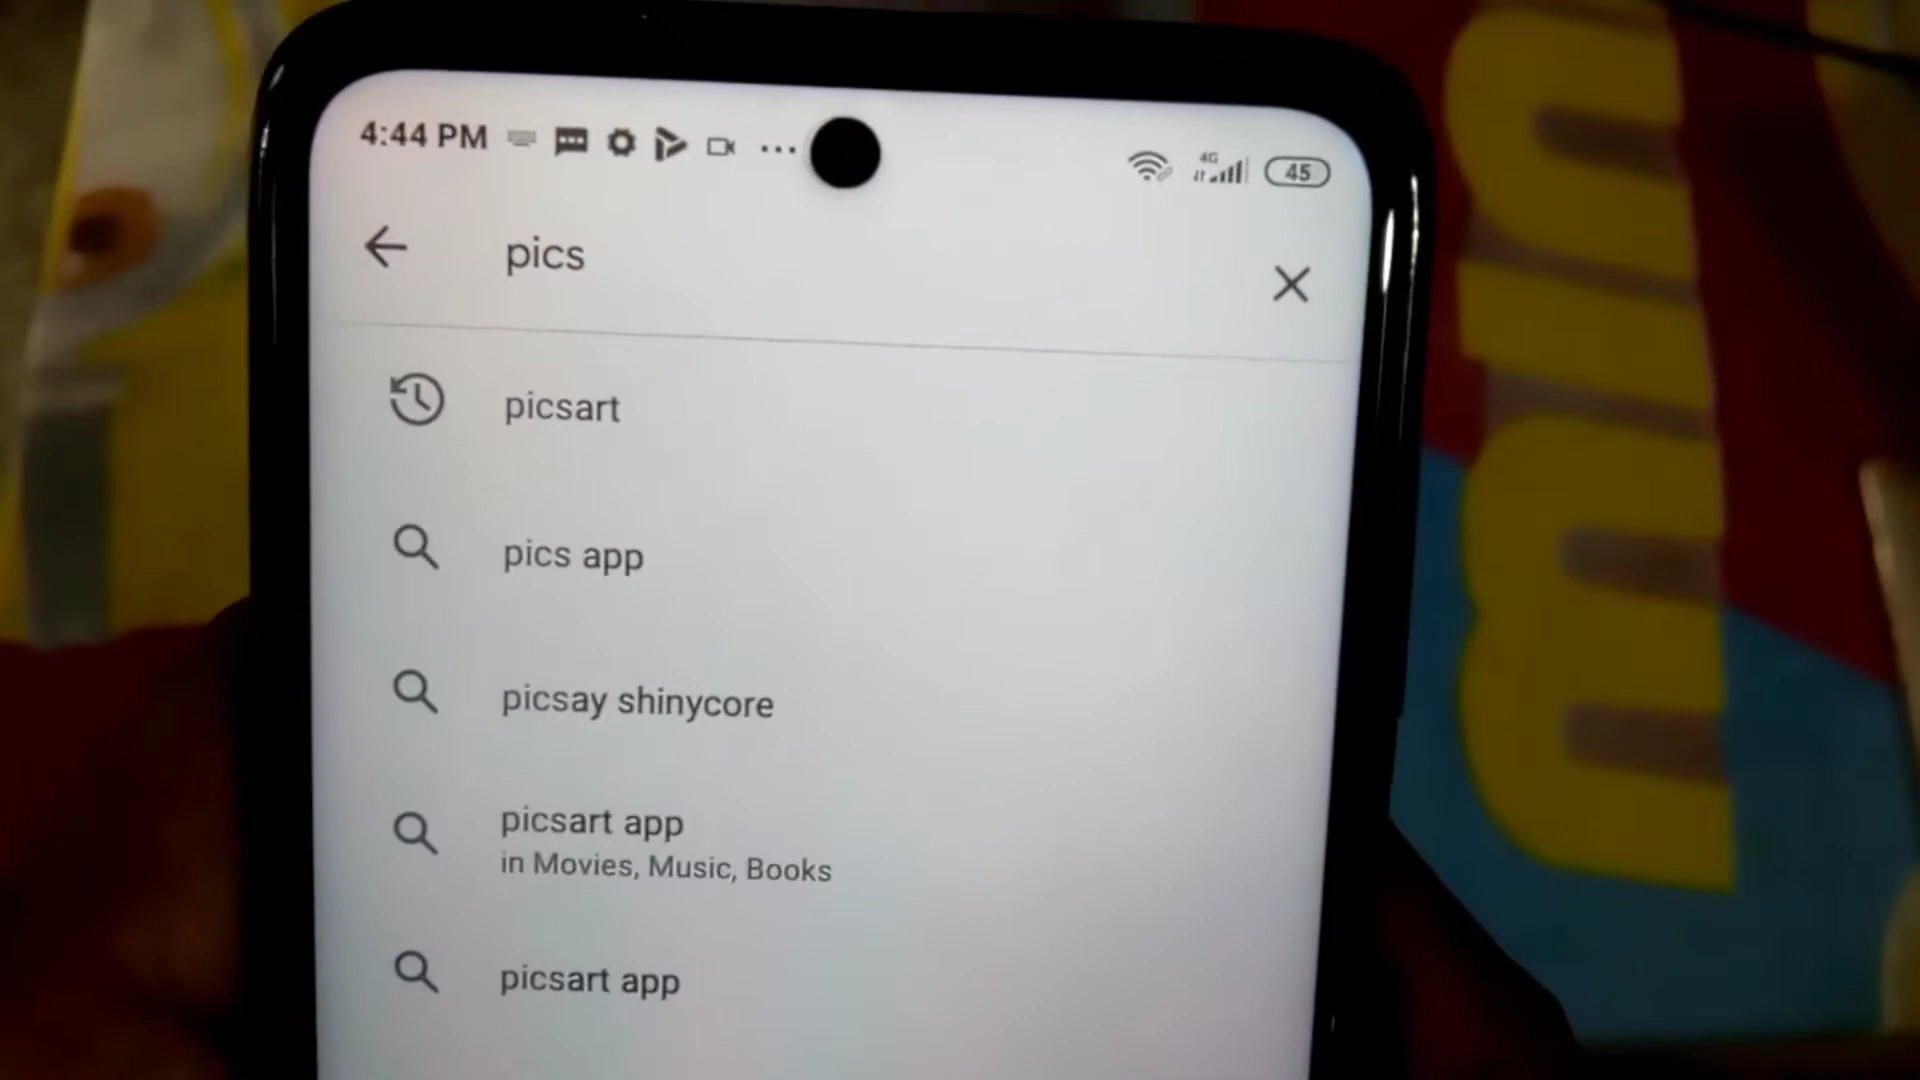 4:44 PM
4G
45
pics
picsart
pics app
picsay shinycore
picsart app
in Movies, Music, Books
picsart app